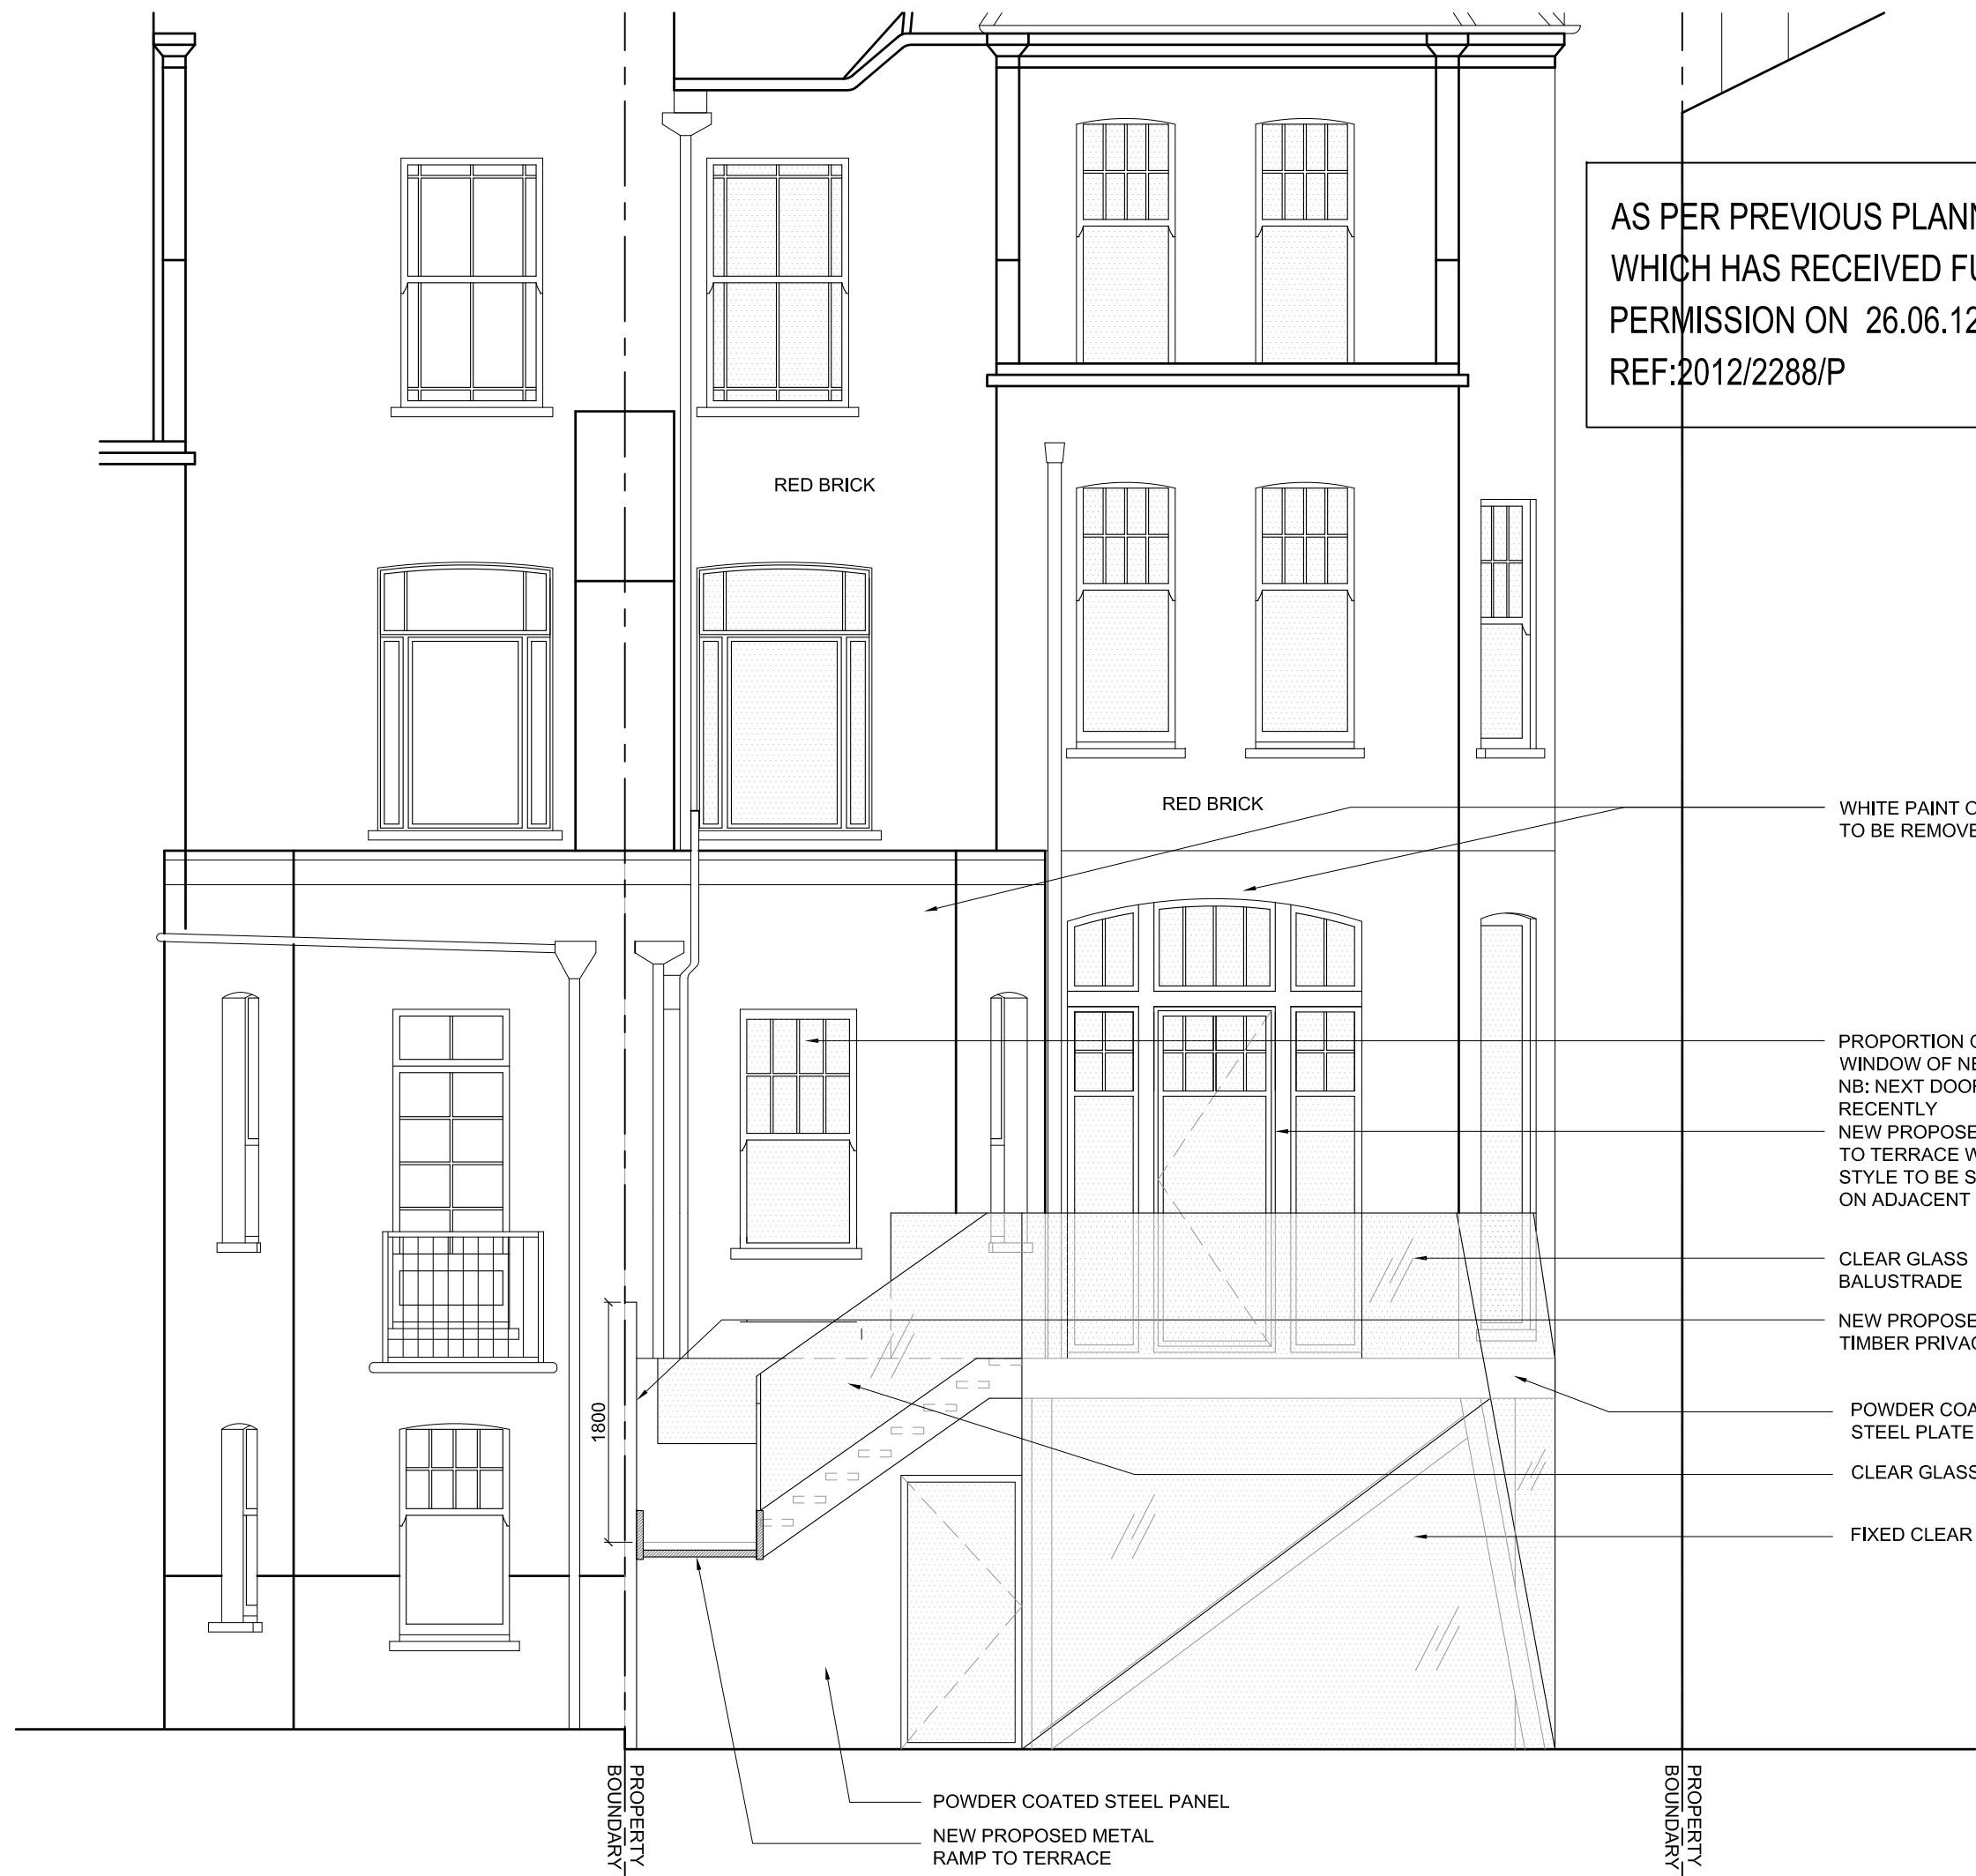 AS PER PREVIOUS PLANN
WHICH HAS RECEIVED FU
PERMISSION ON 26.06.12
REF:2012/2288/P
RED BRICK
RED BRICK
WHITE PAINT
TO BE REMOVE
PROPORTION
WINDOW OF NE
NB: NEXT DOOR
RECENTLY
NEW PROPOSE
TO TERRACE W
STYLE TO BE S
ON ADJACENT
CLEAR GLASS
BALUSTRADE
NEW PROPOSE
TIMBER PRIVAC
1800
POWDER COA
STEEL PLATE
CLEAR GLASS
FIXED CLEAR
POWDER COATED STEEL PANEL
NEW PROPOSED METAL
RAMP TO TERRACE
PROPERTY
BOUNDARY
PROPERTY
BOUNDARY